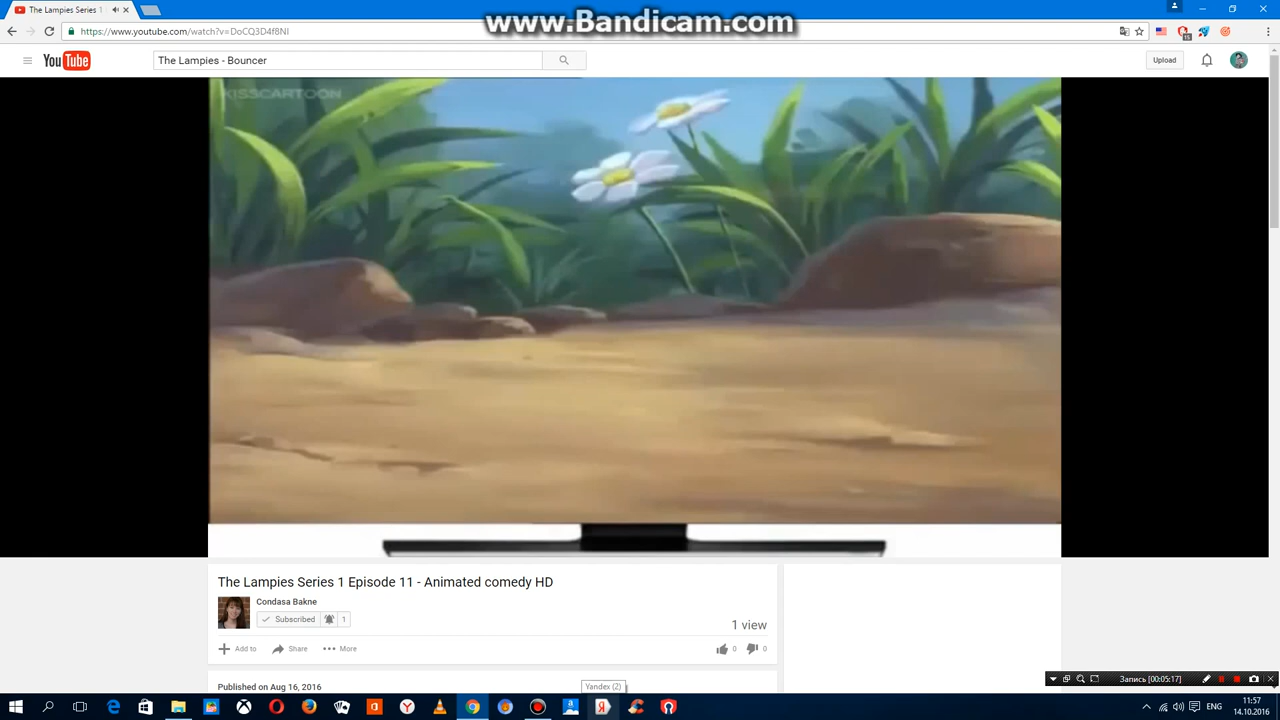 www.Bandicam.com
The Lampies Series 1
https://www.youtube.com/watch?v=DoCQ3D4f8NI
YouTube
The Lampies - Bouncer
Upload
KISSCARTOON
The Lampies Series 1 Episode 11 - Animated comedy HD
Condasa Bakne
Subscribed 1
1 view
Add to Share More 0 0
Published on Aug 16, 2016
Yandex (2)
Запись [00:05:17]
ENG
11:57
14.10.2016